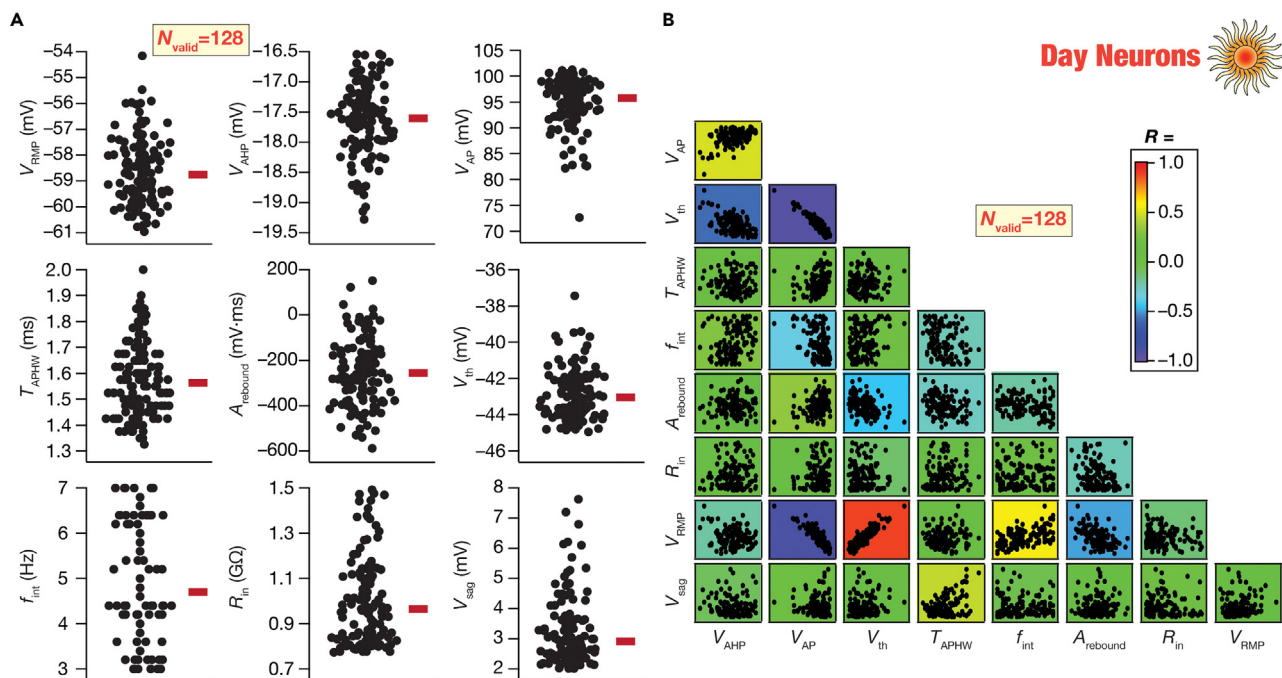 A
B
N_valid=128
Day Neurons
−54
−55
−56
−57
−58
−59
−60
−61
V_RMP (mV)
−16.5
−17.0
−17.5
−18.0
−18.5
−19.0
−19.5
V_AHP (mV)
105
100
95
90
85
80
75
70
V_AP (mV)
2.0
1.9
1.8
1.7
1.6
1.5
1.4
1.3
T_APHW (ms)
200
0
−200
−400
−600
A_rebound (mV·ms)
−36
−38
−40
−42
−44
−46
V_th (mV)
7
6
5
4
3
f_int (Hz)
1.5
1.3
1.1
0.9
0.7
R_in (GΩ)
8
7
6
5
4
3
2
V_sag (mV)
R =
1.0
0.5
0.0
−0.5
−1.0
N_valid=128
V_AP
V_th
T_APHW
f_int
A_rebound
R_in
V_RMP
V_sag
V_AHP
V_AP
V_th
T_APHW
f_int
A_rebound
R_in
V_RMP